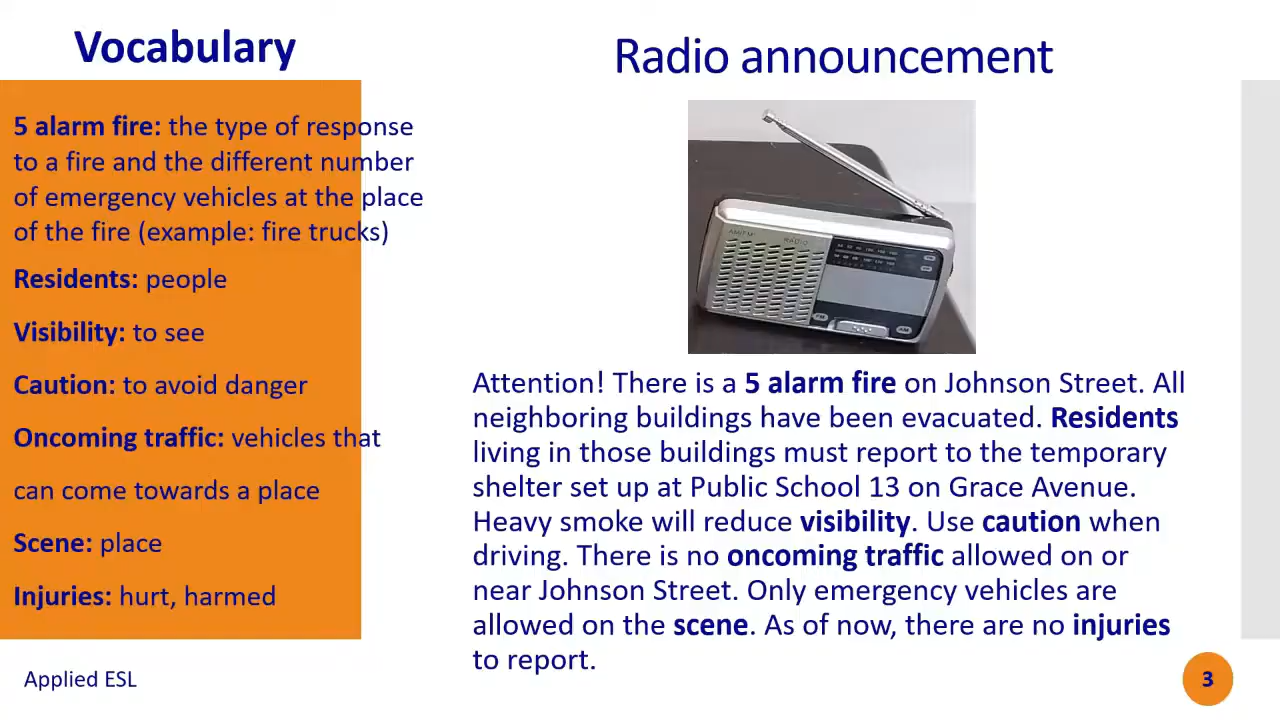 Vocabulary
5 alarm fire: the type of response
to a fire and the different number
of emergency vehicles at the place
of the fire (example: fire trucks)
Residents: people
Visibility: to see
Caution: to avoid danger
Oncoming traffic: vehicles that
can come towards a place
Scene: place
Injuries: hurt, harmed
Applied ESL
Radio announcement
AM/FM RADIO
FM
AM
Attention! There is a 5 alarm fire on Johnson Street. All
neighboring buildings have been evacuated. Residents
living in those buildings must report to the temporary
shelter set up at Public School 13 on Grace Avenue.
Heavy smoke will reduce visibility. Use caution when
driving. There is no oncoming traffic allowed on or
near Johnson Street. Only emergency vehicles are
allowed on the scene. As of now, there are no injuries
to report.
3